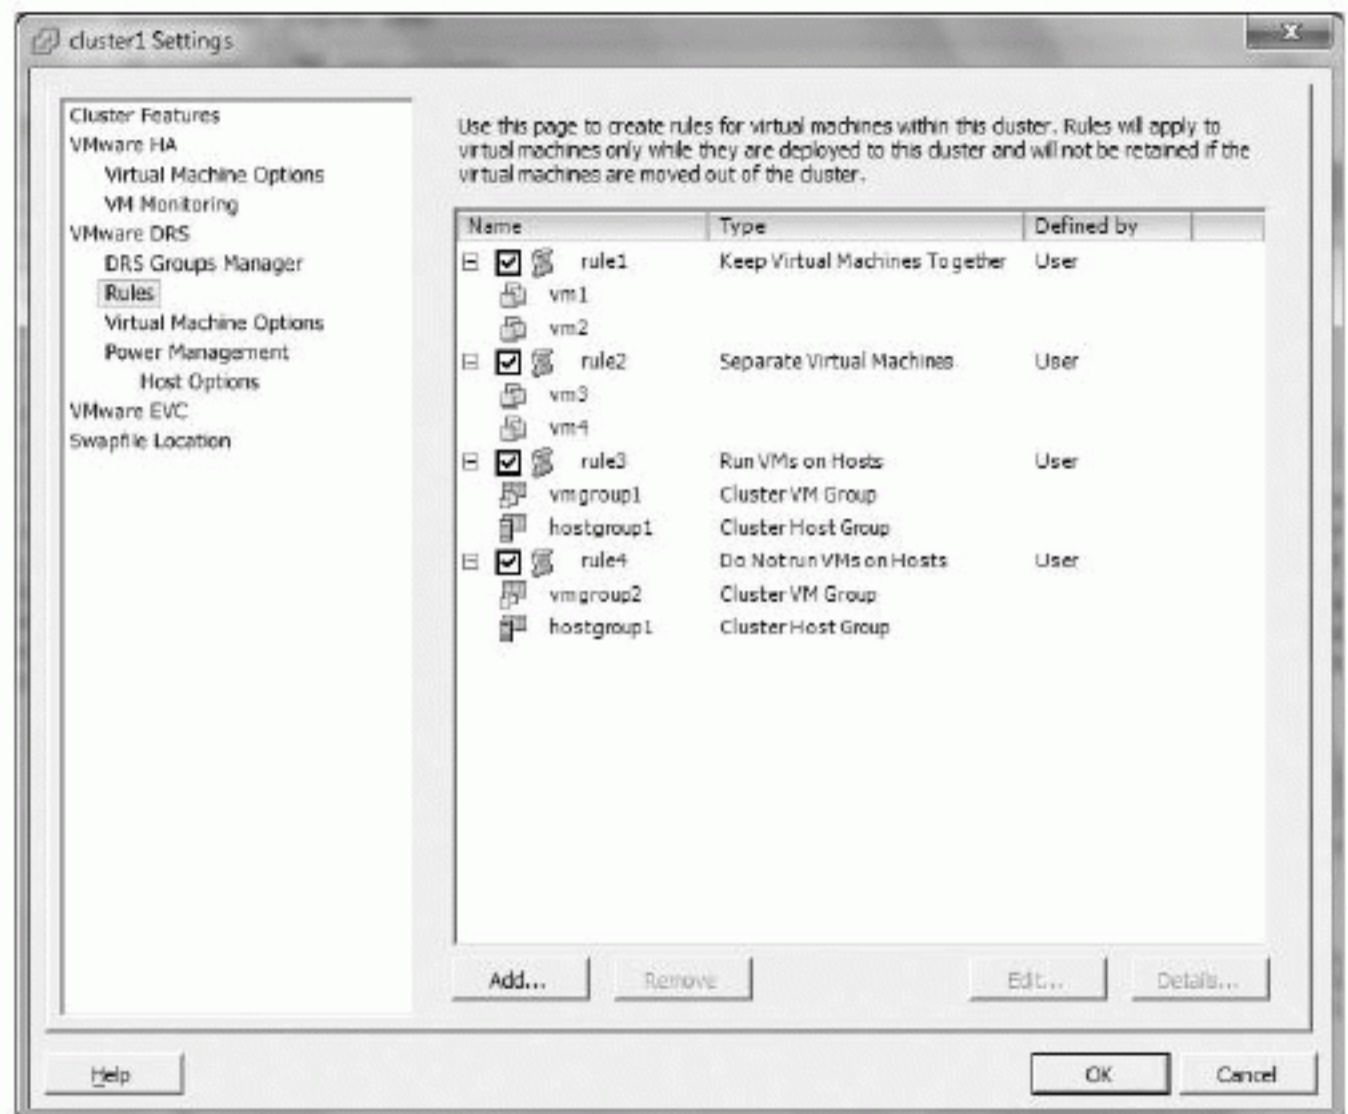 cluster1 Settings
Cluster Features
VMware HA
Virtual Machine Options
VM Monitoring
VMware DRS
DRS Groups Manager
Rules
Virtual Machine Options
Power Management
Host Options
VMware EVC
Swapfile Location
Use this page to create rules for virtual machines within this cluster. Rules will apply to
virtual machines only while they are deployed to this cluster and will not be retained if the
virtual machines are moved out of the cluster.
Name Type Defined by
rule1 Keep Virtual Machines Together User
vm1
vm2
rule2 Separate Virtual Machines User
vm3
vm4
rule3 Run VMs on Hosts User
vmgroup1 Cluster VM Group
hostgroup1 Cluster Host Group
rule4 Do Not run VMs on Hosts User
vmgroup2 Cluster VM Group
hostgroup1 Cluster Host Group
Add... Remove Edit... Details...
Help OK Cancel